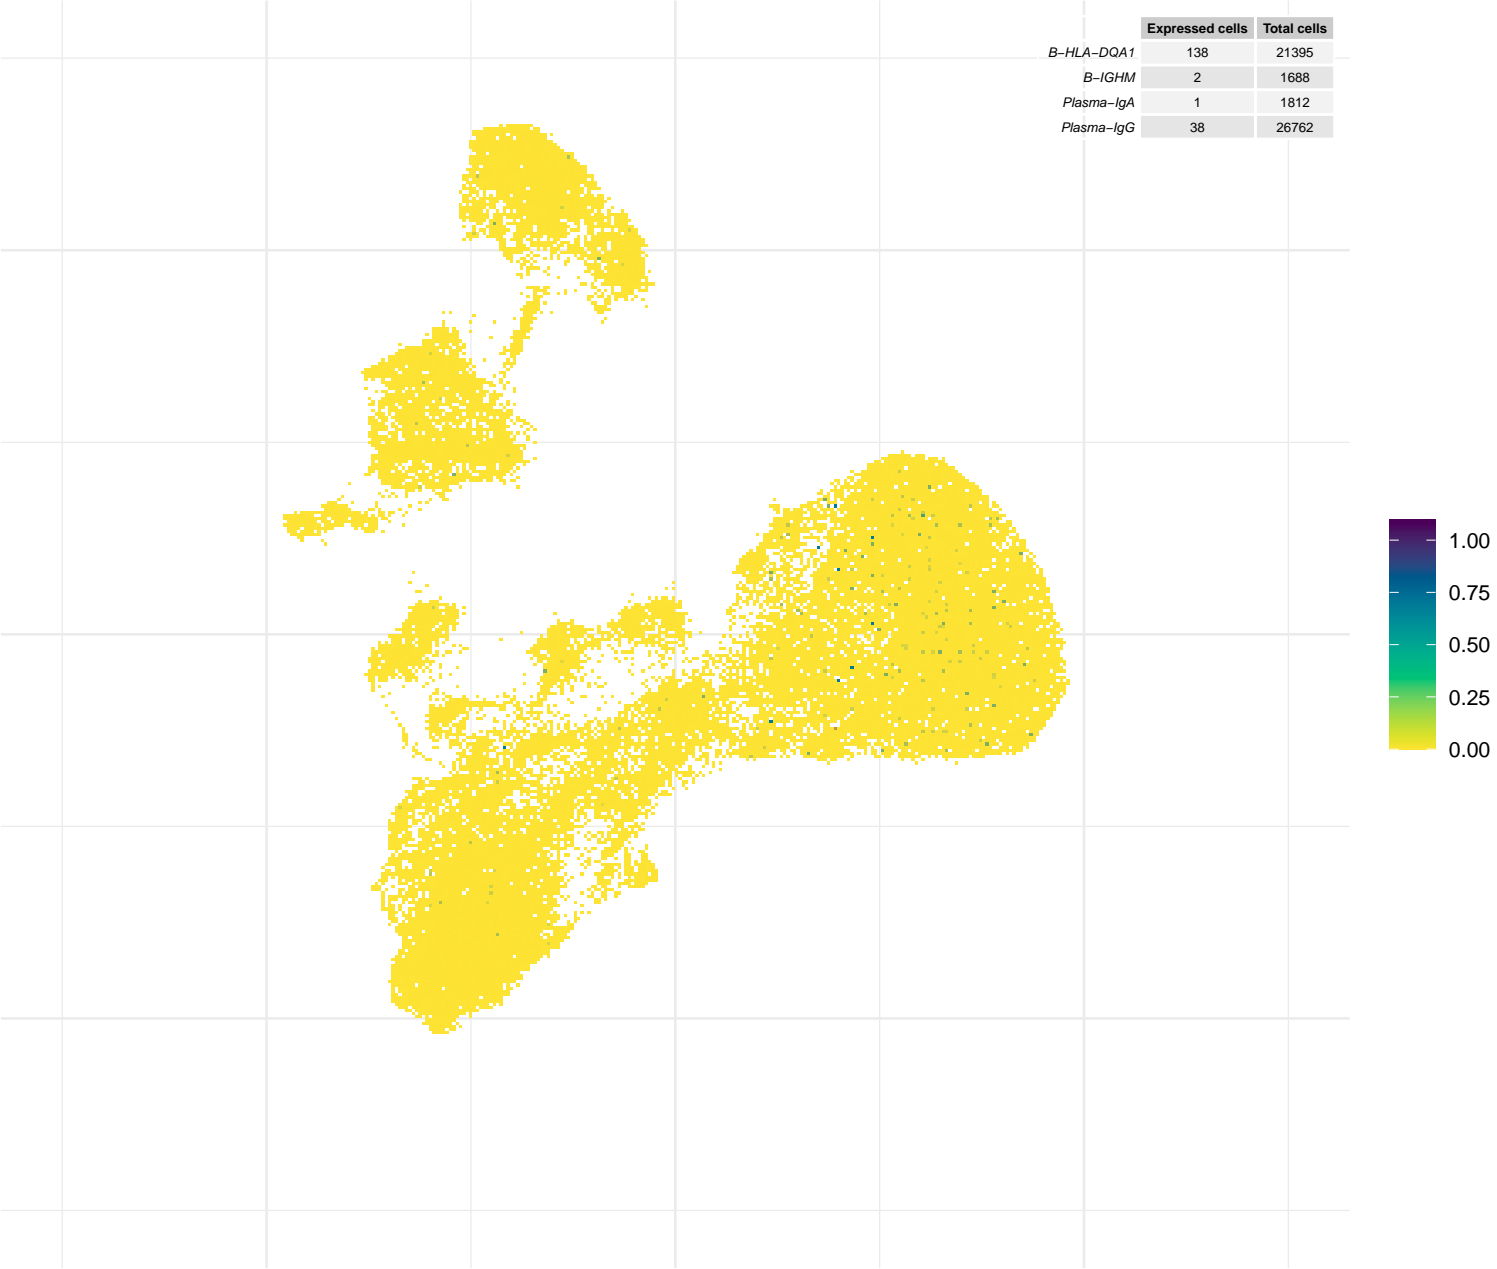 Expressed cells Total cells
B−HLA−DQA1 138 21395
B−IGHM 2 1688
Plasma−IgA 1 1812
Plasma−IgG 38 26762
1.00
0.75
0.50
0.25
0.00